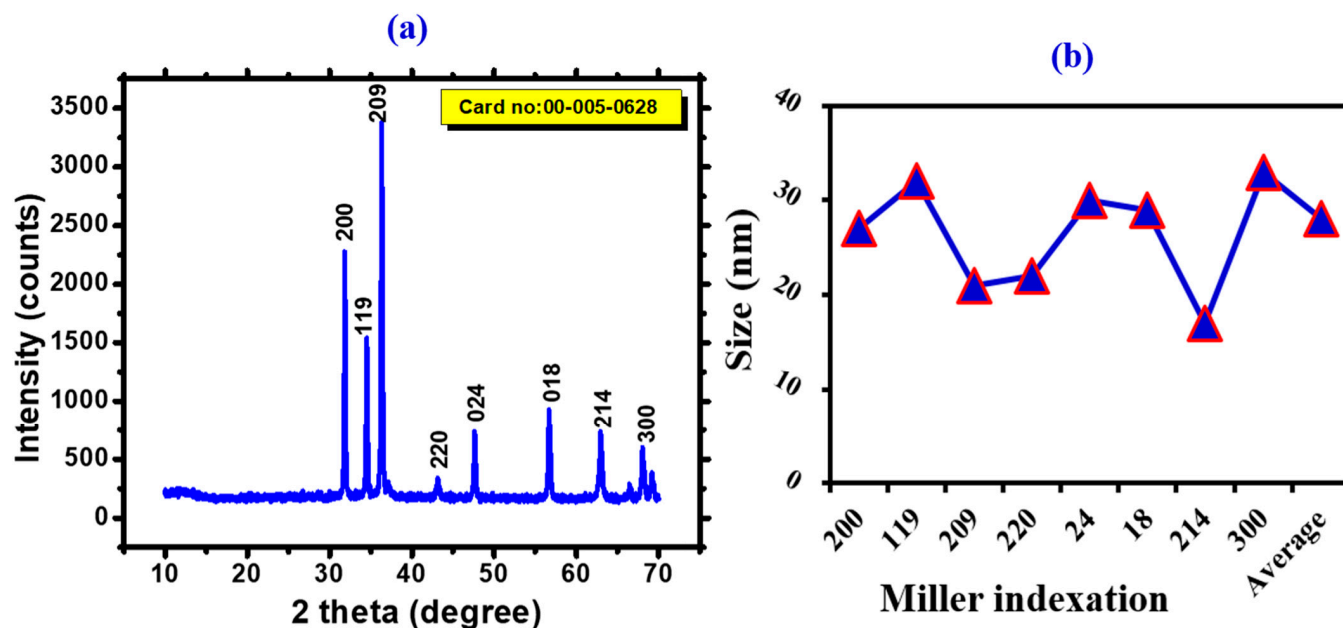 (a)
Card no:00-005-0628
3500
3000
2500
2000
1500
1000
500
0
Intensity (counts)
200
119
209
220
024
018
214
300
10 20 30 40 50 60 70
2 theta (degree)
(b)
40
30
20
10
0
Size (nm)
200 119 209 220 24 18 214 300 Average
Miller indexation